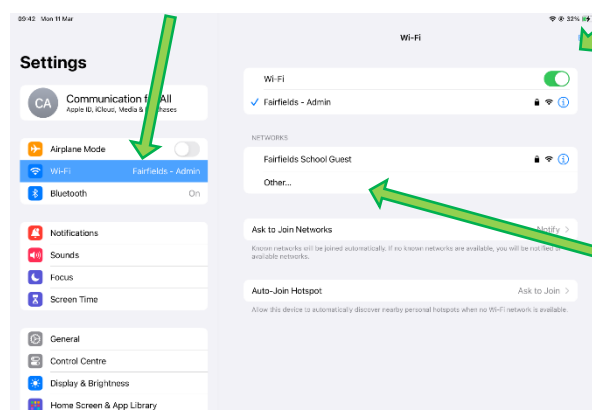 09:42 Mon 11 Mar
32%
Settings
CA
Communication for All
Apple ID, iCloud, Media &
Airplane Mode
Wi-Fi Fairfields - Admin
Bluetooth On
Notifications
Sounds
Focus
Screen Time
General
Control Centre
Display & Brightness
Home Screen & App Library
Wi-Fi
Wi-Fi
Fairfields - Admin
NETWORKS
Fairfields School Guest
Other...
Ask to Join Networks Notify
Known networks will be joined automatically. If no known networks are available, you will be notified of
available networks.
Auto-Join Hotspot Ask to Join
Allow this device to automatically discover nearby personal hotspots when no Wi-Fi network is available.